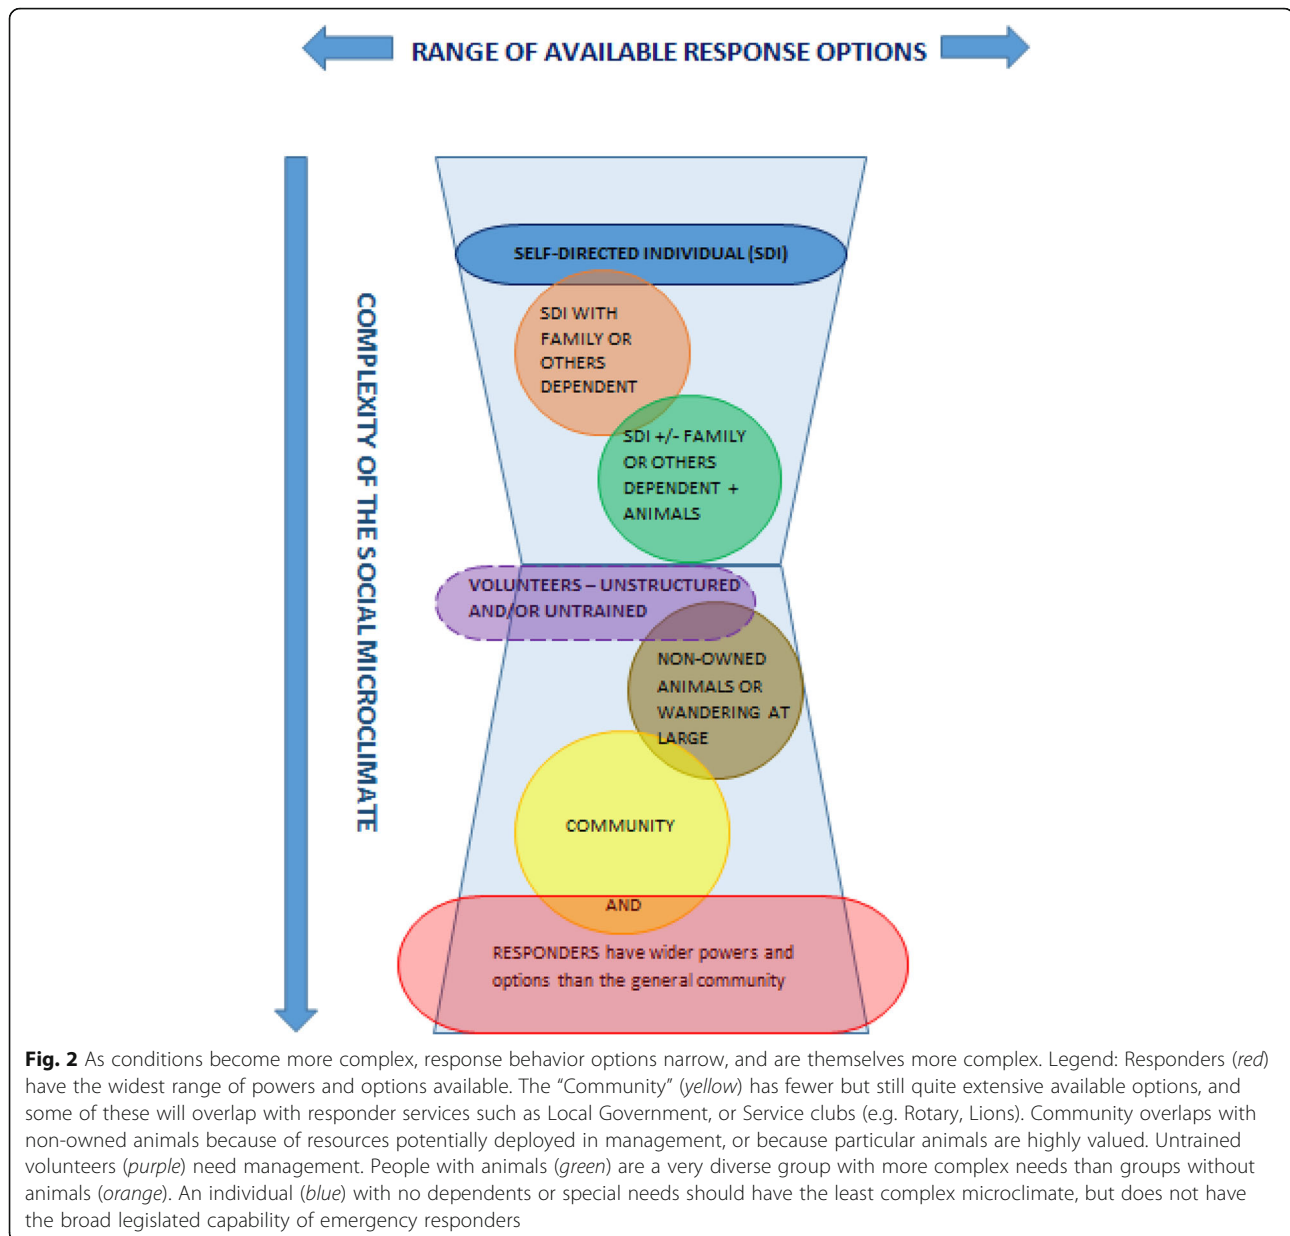 RANGE OF AVAILABLE RESPONSE OPTIONS
COMPLEXITY OF THE SOCIAL MICROCLIMATE
SELF-DIRECTED INDIVIDUAL (SDI)
SDI WITH
FAMILY OR
OTHERS
DEPENDENT
SDI +/- FAMILY
OR OTHERS
DEPENDENT +
ANIMALS
VOLUNTEERS – UNSTRUCTURED
AND/OR UNTRAINED
NON-OWNED
ANIMALS OR
WANDERING AT
LARGE
COMMUNITY
AND
RESPONDERS have wider powers and
options than the general community
Fig. 2 As conditions become more complex, response behavior options narrow, and are themselves more complex. Legend: Responders (red)
have the widest range of powers and options available. The “Community” (yellow) has fewer but still quite extensive available options, and
some of these will overlap with responder services such as Local Government, or Service clubs (e.g. Rotary, Lions). Community overlaps with
non-owned animals because of resources potentially deployed in management, or because particular animals are highly valued. Untrained
volunteers (purple) need management. People with animals (green) are a very diverse group with more complex needs than groups without
animals (orange). An individual (blue) with no dependents or special needs should have the least complex microclimate, but does not have
the broad legislated capability of emergency responders